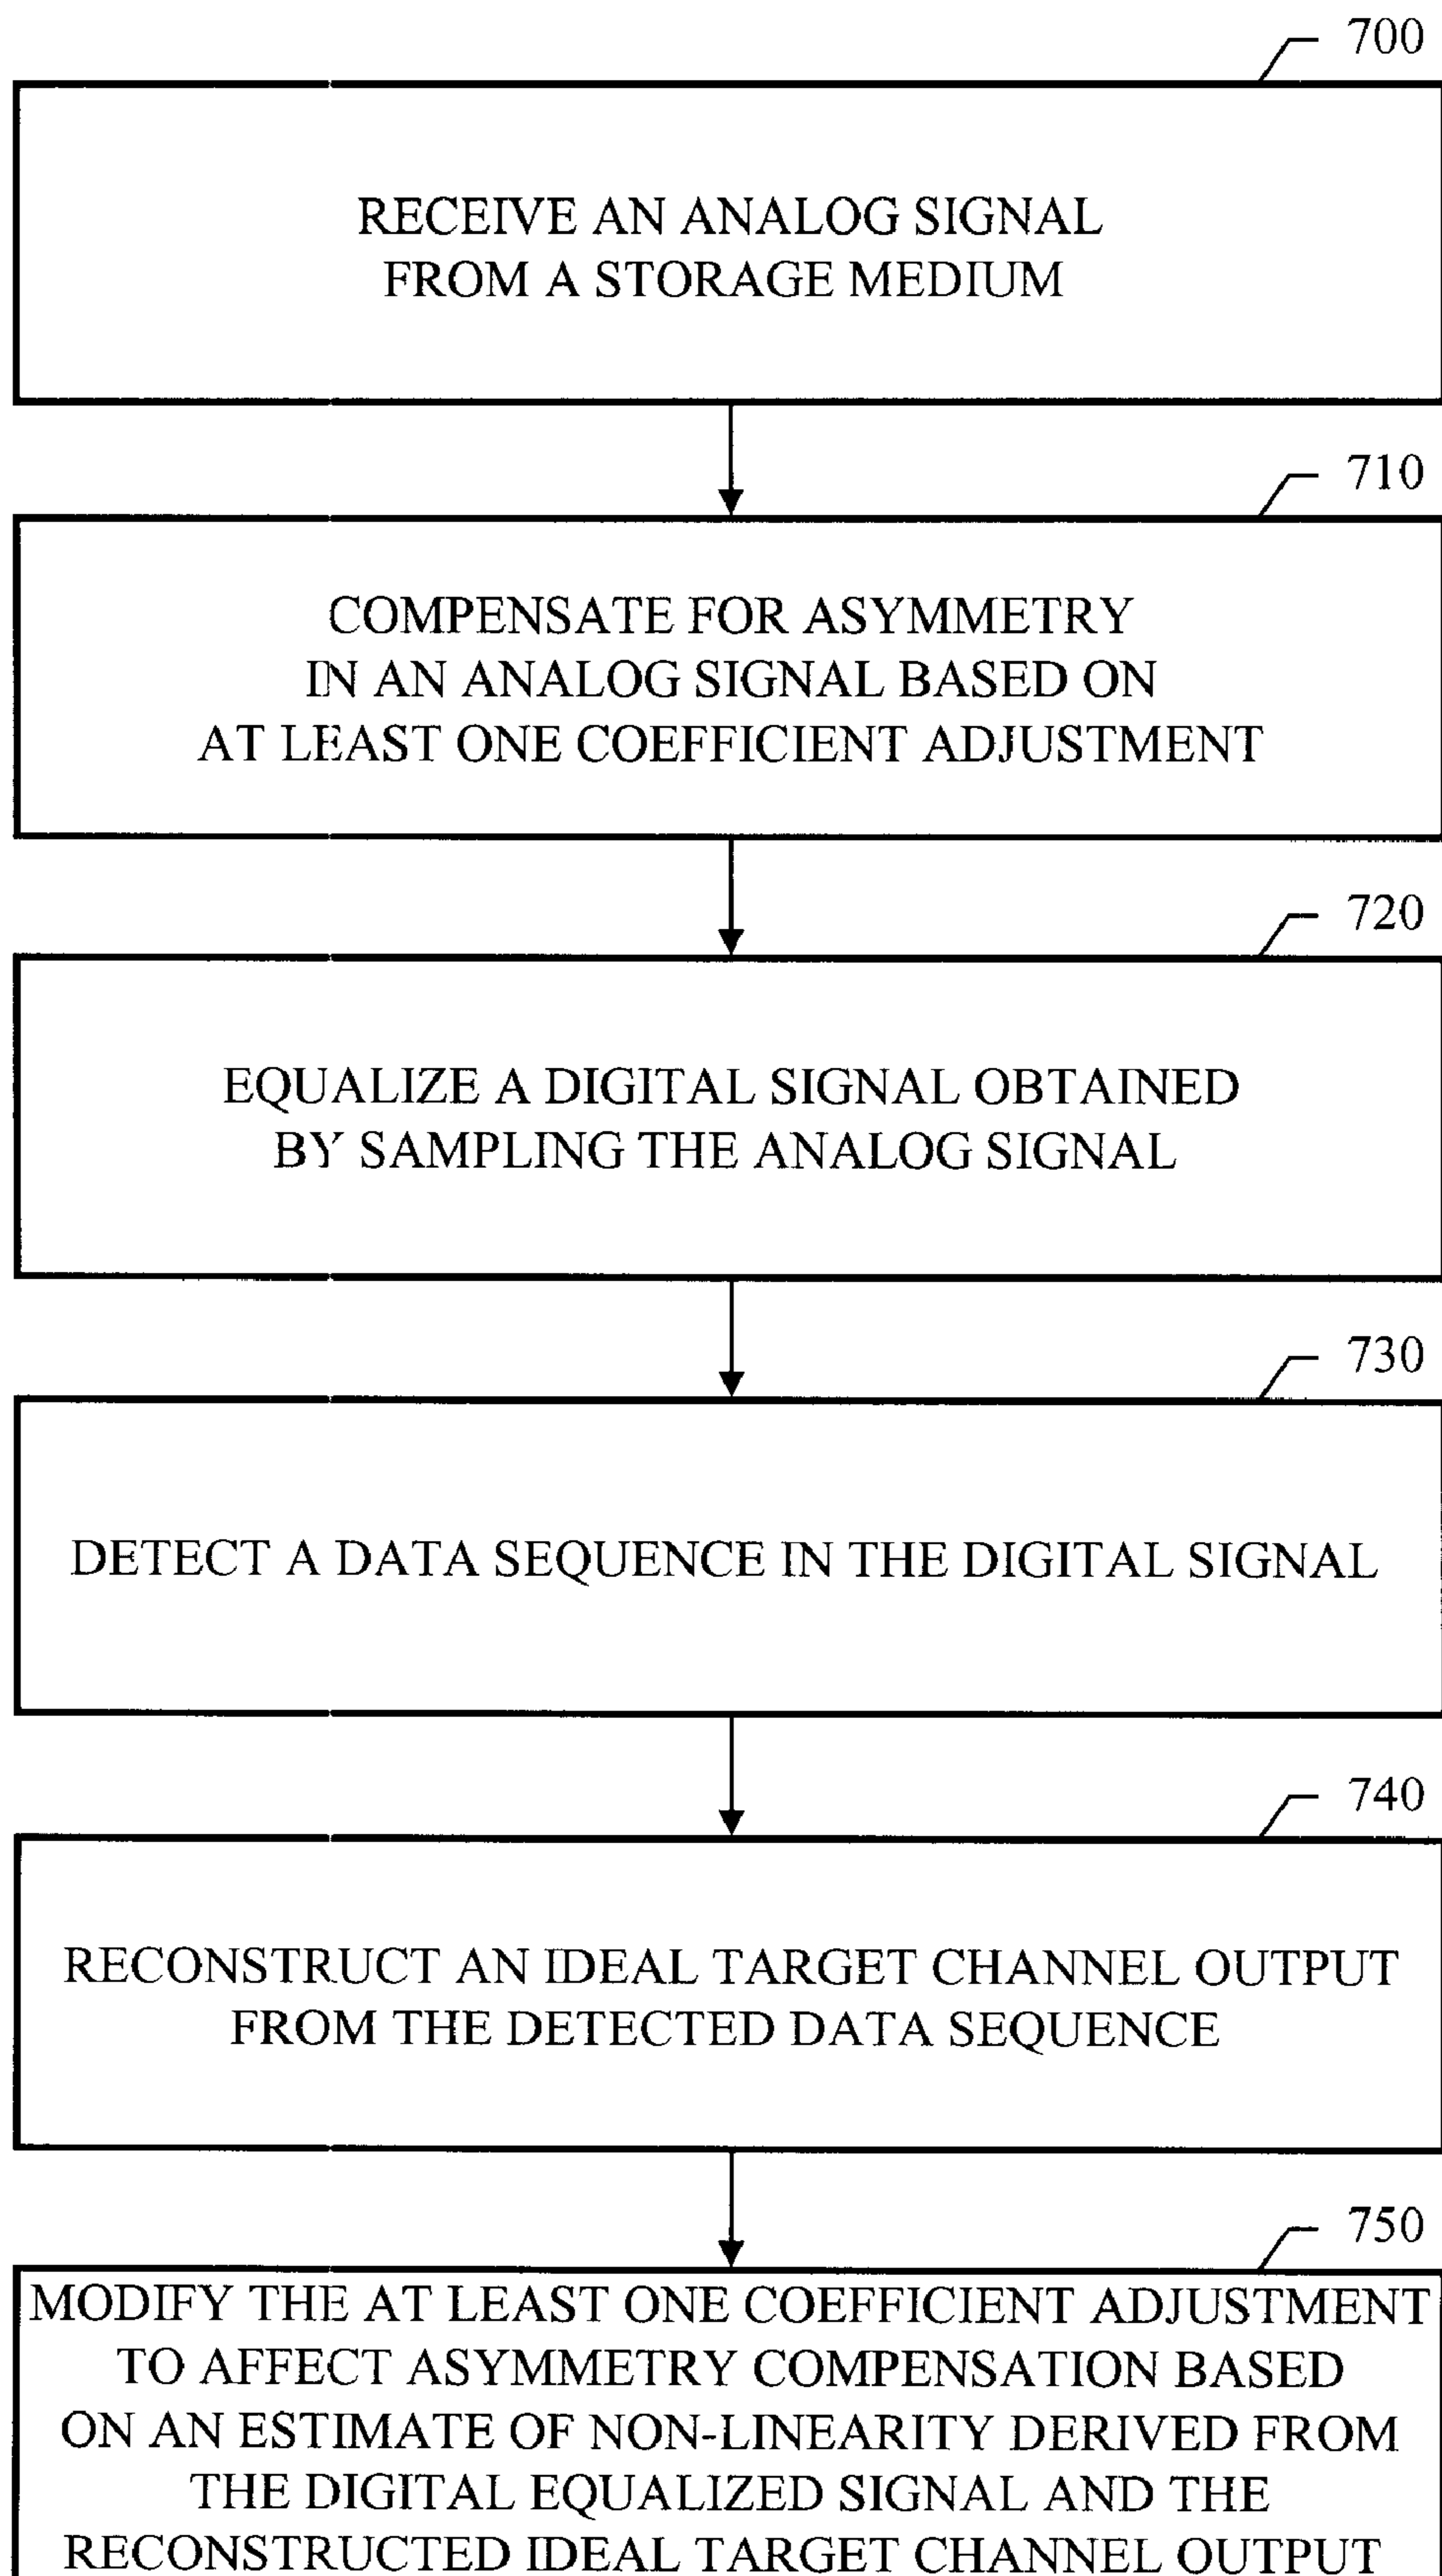 700
RECEIVE AN ANALOG SIGNAL
FROM A STORAGE MEDIUM
710
COMPENSATE FOR ASYMMETRY
IN AN ANALOG SIGNAL BASED ON
AT LEAST ONE COEFFICIENT ADJUSTMENT
720
EQUALIZE A DIGITAL SIGNAL OBTAINED
BY SAMPLING THE ANALOG SIGNAL
730
DETECT A DATA SEQUENCE IN THE DIGITAL SIGNAL
740
RECONSTRUCT AN IDEAL TARGET CHANNEL OUTPUT
FROM THE DETECTED DATA SEQUENCE
750
MODIFY THE AT LEAST ONE COEFFICIENT ADJUSTMENT
TO AFFECT ASYMMETRY COMPENSATION BASED
ON AN ESTIMATE OF NON-LINEARITY DERIVED FROM
THE DIGITAL EQUALIZED SIGNAL AND THE
RECONSTRUCTED IDEAL TARGET CHANNEL OUTPUT